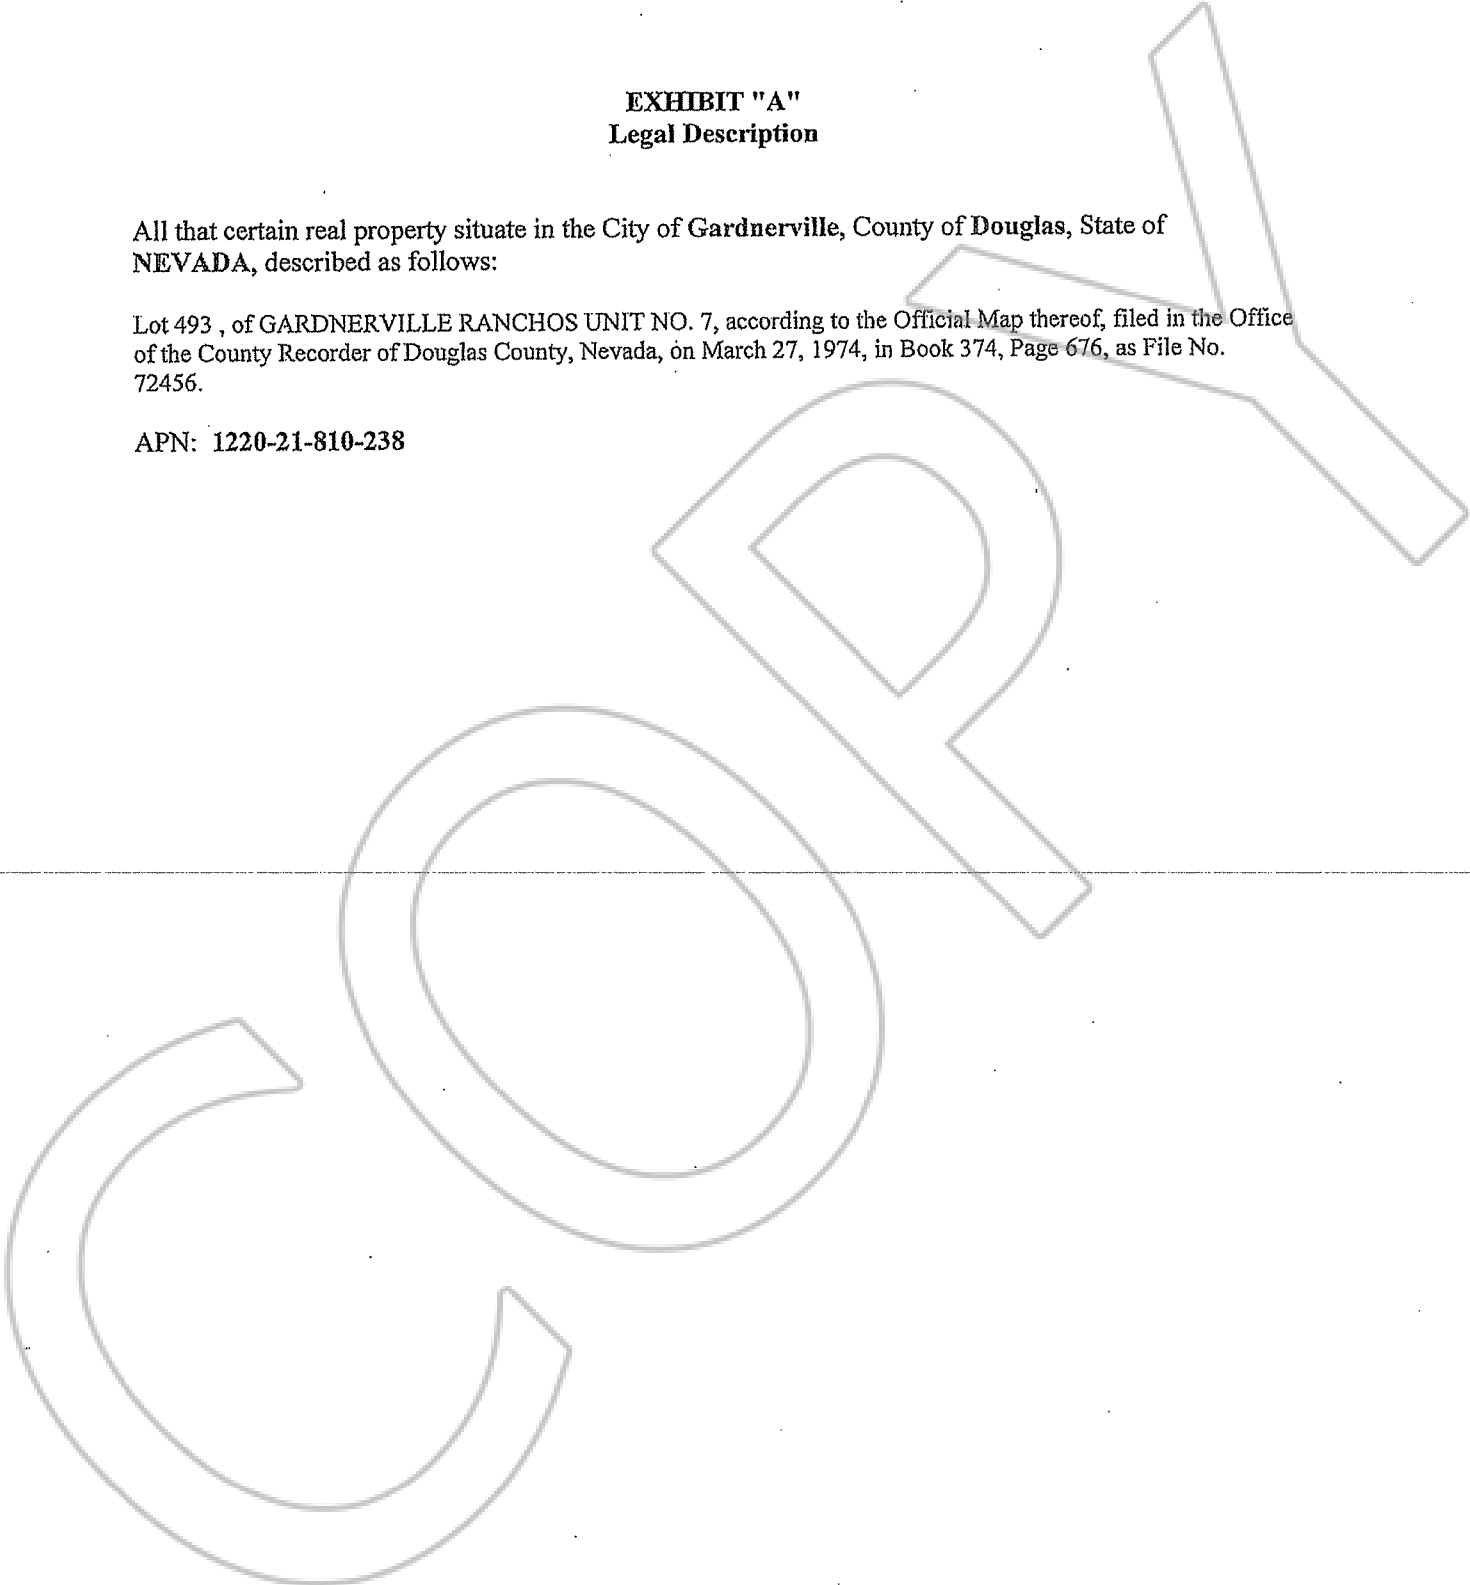 EXHIBIT "A"
Legal Description
All that certain real property situate in the City of Gardnerville, County of Douglas, State of
NEVADA, described as follows:
Lot 493 , of GARDNERVILLE RANCHOS UNIT NO. 7, according to the Official Map thereof, filed in the Office
of the County Recorder of Douglas County, Nevada, on March 27, 1974, in Book 374, Page 676, as File No.
72456.
APN: 1220-21-810-238
COPY